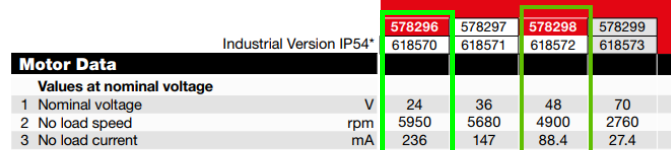 578296 578297 578298 578299
Industrial Version IP54* 618570 618571 618572 618573
Motor Data
Values at nominal voltage
1 Nominal voltage V 24 36 48 70
2 No load speed rpm 5950 5680 4900 2760
3 No load current mA 236 147 88.4 27.4